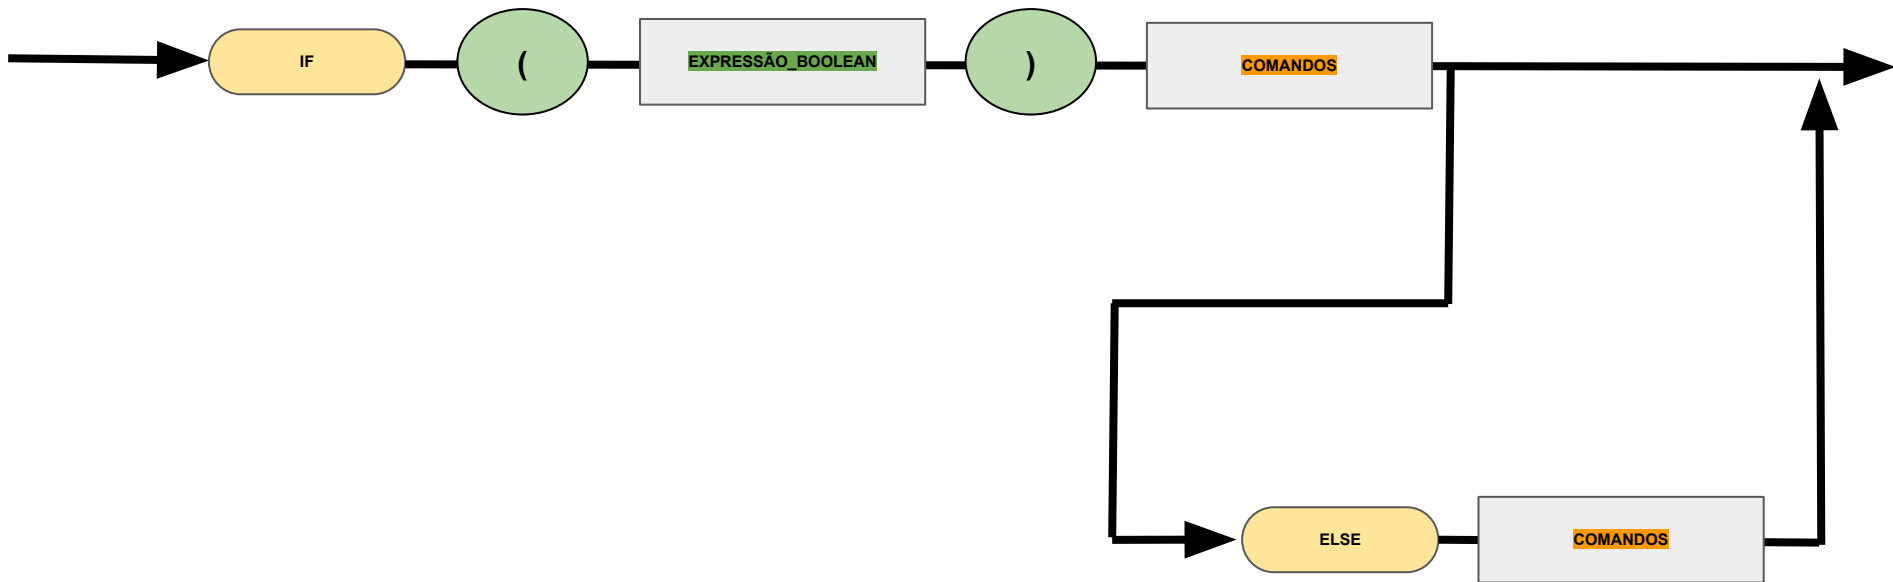 IF
(
EXPRESSÃO_BOOLEAN
)
COMANDOS
ELSE
COMANDOS